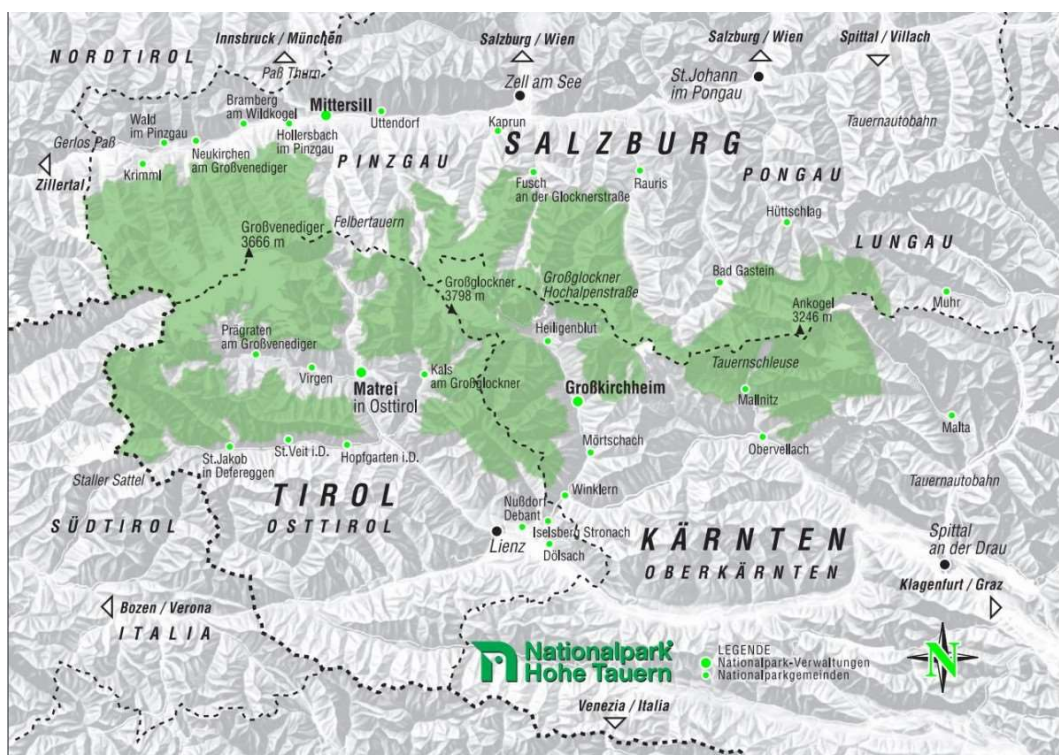 Innsbruck / München
Salzburg / Wien
Salzburg / Wien
Spittal / Villach
NORDTIROL
Paß Thurn
Zell am See
St.Johann
im Pongau
Bramberg
am Wildkogel
Mittersill
Uttendorf
Wald
im Pinzgau
Hollersbach
im Pinzgau
Kaprun
Tauernautobahn
Gerlos Paß
Neukirchen
am Großvenediger
PINZGAU
SALZBURG
Zillertal
Krimml
Fusch
an der Glocknerstraße
Rauris
PONGAU
Hüttschlag
Felbertauern
Großvenediger
3666 m
LUNGAU
Großglockner
3798 m
Großglockner
Hochalpenstraße
Bad Gastein
Ankogel
3246 m
Muhr
Heiligenblut
Prägraten
am Großvenediger
Virgen
Matrei
in Osttirol
Kals
am Großglockner
Großkirchheim
Tauernschleuse
Mallnitz
Malta
St.Jakob
in Defereggen
St.Veit i.D.
Hopfgarten i.D.
Mörtschach
Obervellach
Staller Sattel
Tauernautobahn
TIROL
OSTTIROL
SÜDTIROL
Winklern
Nußdorf
Debant
Iselsberg Stronach
Lienz
Dölsach
KÄRNTEN
OBERKÄRNTEN
Spittal
an der Drau
Klagenfurt / Graz
Bozen / Verona
ITALIA
Nationalpark
Hohe Tauern
LEGENDE
Nationalpark-Verwaltungen
Nationalparkgemeinden
N
Venezia / Italia